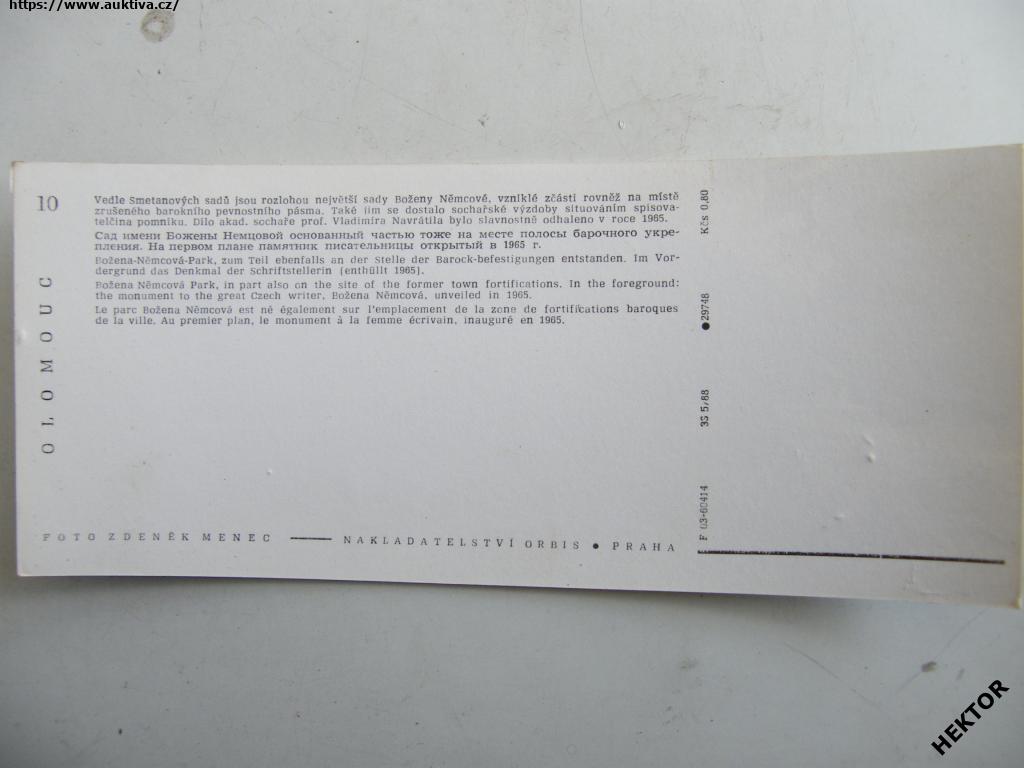 https://www.auktiva.cz/
10
Vedle Smetanových sadů jsou rozlohou největší sady Boženy Němcové, vzniklé zčásti rovněž na místě
zrušeného barokního pevnostního pásma. Také jim se dostalo sochařské výzdoby situováním spisova-
telčina pomníku. Dílo akad. sochaře prof. Vladimíra Navrátila bylo slavnostně odhaleno v roce 1965.
Сад имени Божены Немцовой основанный частью тоже на месте полосы барочного укре-
пления. На первом плане памятник писательницы открытый в 1965 г.
Božena-Němcová-Park, zum Teil ebenfalls an der Stelle der Barock-befestigungen entstanden. Im Vor-
dergrund das Denkmal der Schriftstellerin (enthüllt 1965).
Božena Němcová Park, in part also on the site of the former town fortifications. In the foreground:
the monument to the great Czech writer, Božena Němcová, unveiled in 1965.
Le parc Božena Němcová est né également sur l'emplacement de la zone de fortifications baroques
de la ville. Au premier plan, le monument à la femme écrivain, inauguré en 1965.
OLOMOUC
FOTO ZDENĚK MENEC — NAKLADATELSTVÍ ORBIS ● PRAHA
F 03-60414 3S 5/68 ●29748 Kčs 0,80
HEKTOR